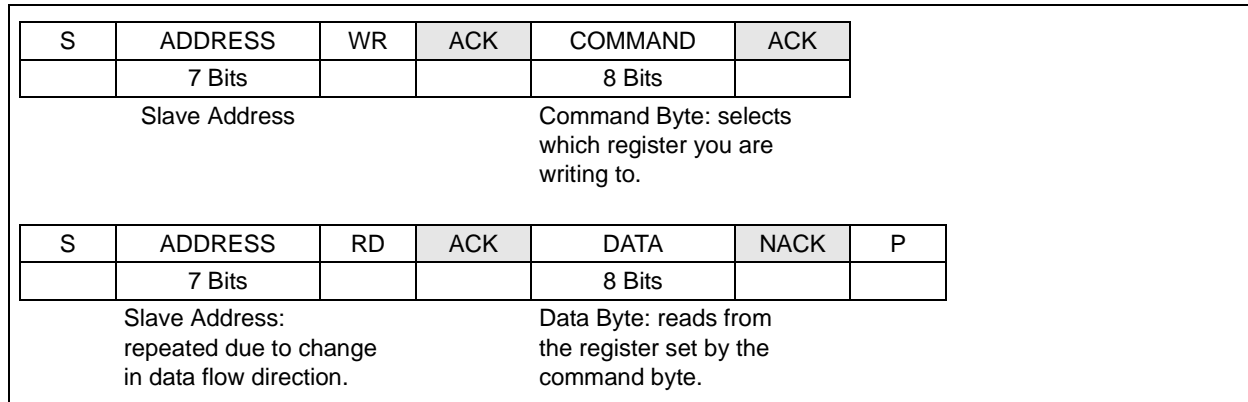 S ADDRESS WR ACK COMMAND ACK
7 Bits 8 Bits
Slave Address
Command Byte: selects
which register you are
writing to.
S ADDRESS RD ACK DATA NACK P
7 Bits 8 Bits
Slave Address:
repeated due to change
in data flow direction.
Data Byte: reads from
the register set by the
command byte.